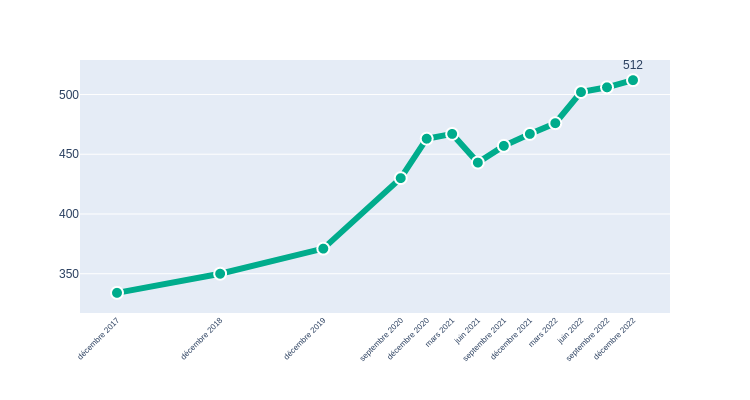 512
500
450
400
350
décembre 2017
décembre 2018
décembre 2019
septembre 2020
décembre 2020
mars 2021
juin 2021
septembre 2021
décembre 2021
mars 2022
juin 2022
septembre 2022
décembre 2022